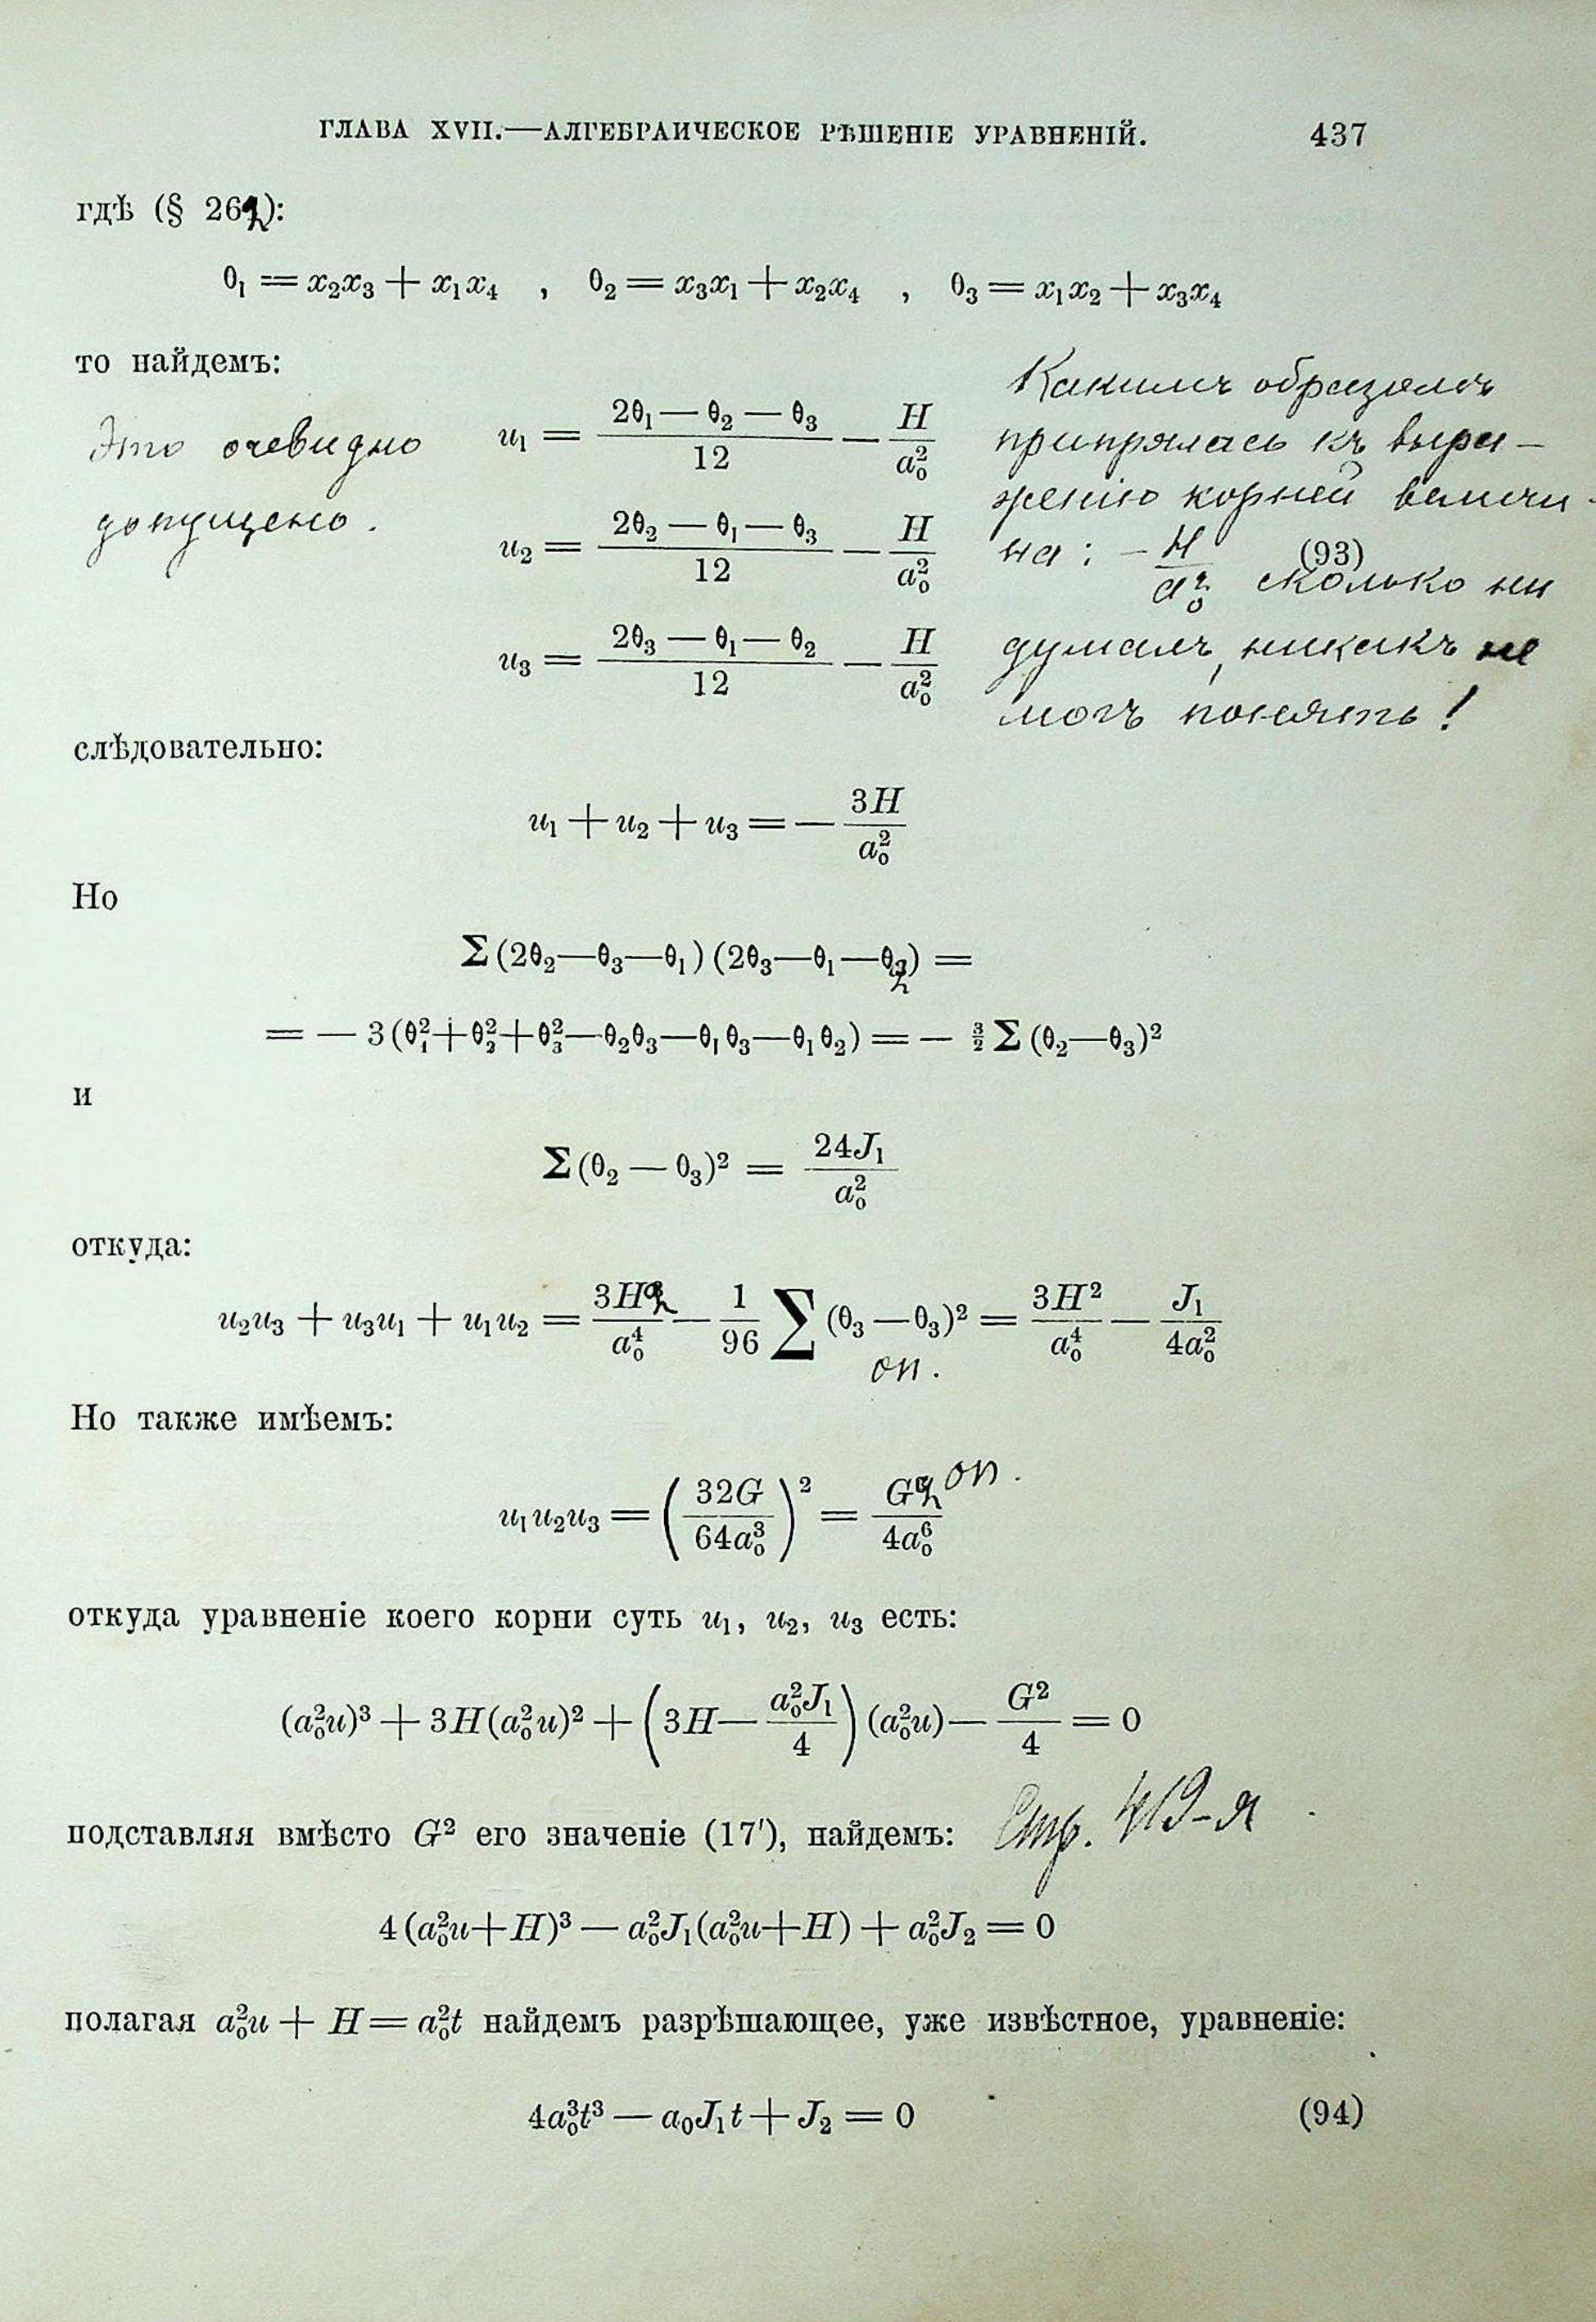 ГЛАВА XVII.—АЛГЕБРАИЧЕСКОЕ РѢШЕНІЕ УРАВНЕНІЙ. 437
гдѣ (§ 262):
θ₁ = x₂x₃ + x₁x₄ , θ₂ = x₃x₁ + x₂x₄ , θ₃ = x₁x₂ + x₃x₄
то найдемъ:
Это очевидно
допущено.
u₁ = (2θ₁ — θ₂ — θ₃)/12 — H/a₀²
u₂ = (2θ₂ — θ₁ — θ₃)/12 — H/a₀² (93)
u₃ = (2θ₃ — θ₁ — θ₂)/12 — H/a₀²
Какимъ образомъ
припрялась къ выра-
женію корней величи-
на: - H/a₀² сколько ни
думалъ, никакъ не
могъ понять!
слѣдовательно:
u₁ + u₂ + u₃ = — 3H/a₀²
Но
Σ(2θ₂—θ₃—θ₁)(2θ₃—θ₁—θ₂) =
= — 3(θ₁²+θ₂²+θ₃²—θ₂θ₃—θ₁θ₃—θ₁θ₂) = — 3/2 Σ(θ₂—θ₃)²
и
Σ(θ₂ — θ₃)² = 24J₁/a₀²
откуда:
u₂u₃ + u₃u₁ + u₁u₂ = 3H²/a₀⁴ — 1/96 Σ(θ₃ — θ₃)² = 3H²/a₀⁴ — J₁/4a₀²
оп.
Но также имѣемъ:
u₁u₂u₃ = (32G/64a₀³)² = G²/4a₀⁶ оп.
откуда уравненіе коего корни суть u₁, u₂, u₃ есть:
(a₀²u)³ + 3H(a₀²u)² + (3H— a₀²J₁/4)(a₀²u)— G²/4 = 0
подставляя вмѣсто G² его значеніе (17′), найдемъ: Стр. 419-я
4(a₀²u+H)³ — a₀²J₁(a₀²u+H) + a₀³J₂ = 0
полагая a₀²u + H = a₀²t найдемъ разрѣшающее, уже извѣстное, уравненіе:
4a₀³t³ — a₀J₁t + J₂ = 0 (94)